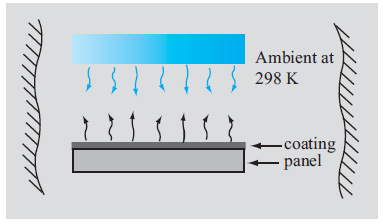 Ambient at
298 K
coating
panel